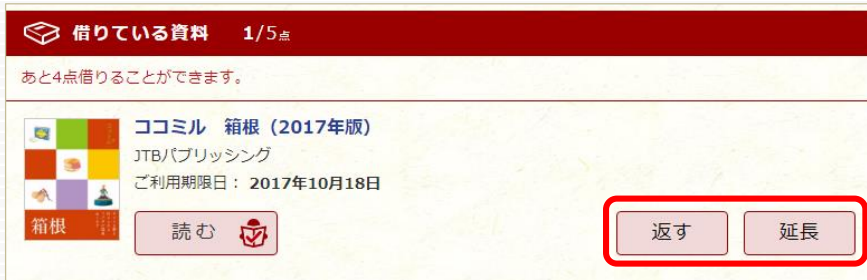 借りている資料 1/5点
あと4点借りることができます。
ココミル 箱根（2017年版）
JTBパブリッシング
ご利用期限日： 2017年10月18日
箱根
読む
返す
延長